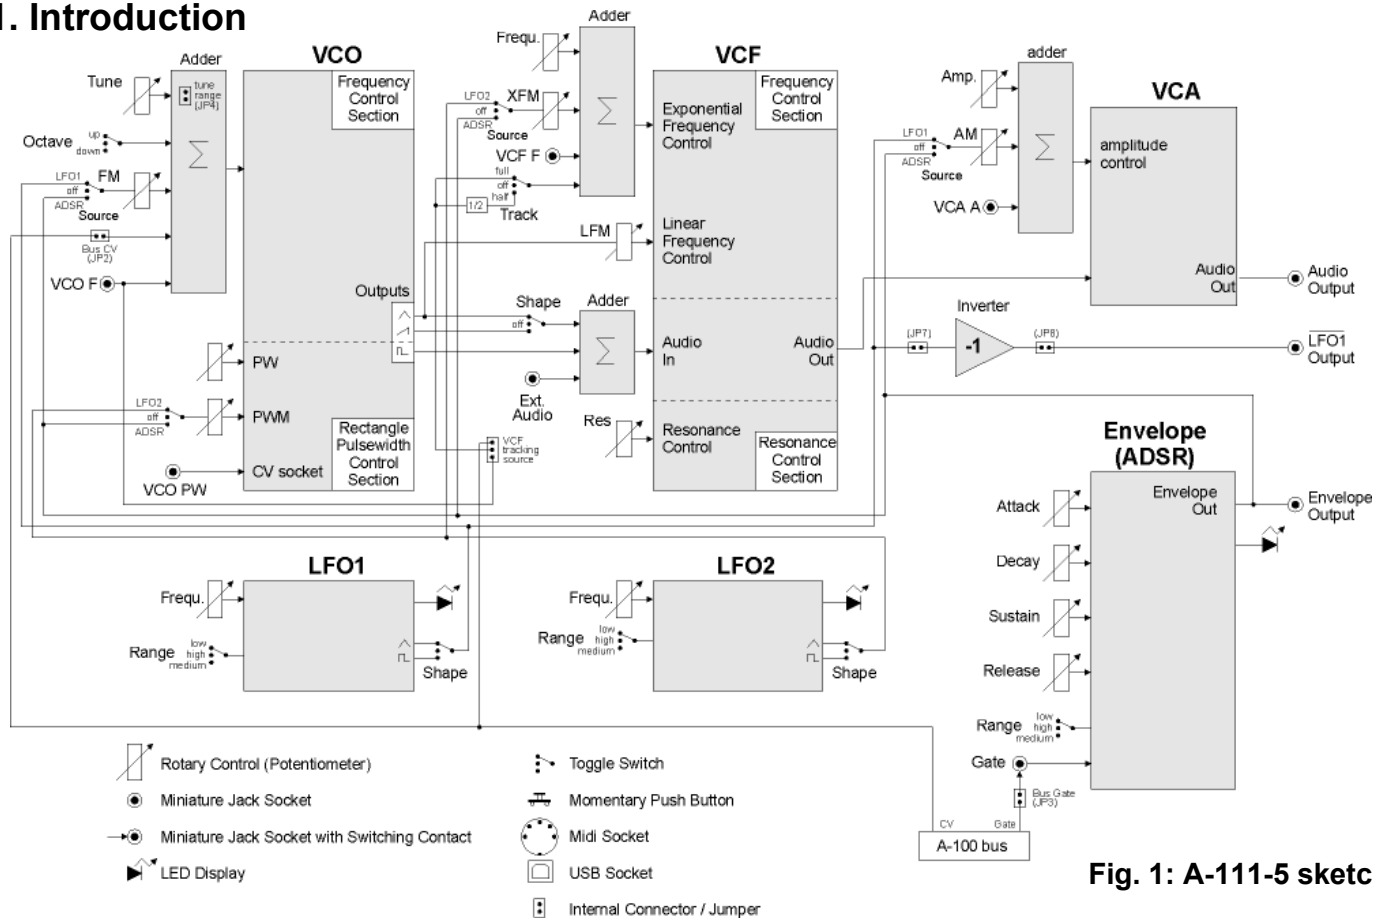 1. Introduction
Adder
Frequ.
VCO
VCF
adder
Adder
Tune
tune
range
(JP4)
Frequency
Control
Section
LFO2
off
ADSR
XFM
Source
Exponential
Frequency
Control
Frequency
Control
Section
Amp.
VCA
Octave
up
down
Σ
Σ
Σ
LFO1
off
ADSR
AM
Source
amplitude
control
VCF F
LFO1
off
ADSR
FM
Source
full
off
half
1/2
Track
VCA A
Bus CV
(JP2)
LFM
Linear
Frequency
Control
VCO F
Outputs
Shape
off
Adder
Audio
Out
Audio
Output
Inverter
PW
Σ
Audio
In
Audio
Out
(JP7)
-1
(JP8)
LFO1
Output
Ext.
Audio
LFO2
off
ADSR
PWM
Rectangle
Pulsewidth
Control
Section
VCF
tracking
source
Res
Resonance
Control
Resonance
Control
Section
Envelope
(ADSR)
CV socket
VCO PW
Attack
Envelope
Out
Envelope
Output
LFO1
LFO2
Decay
Frequ.
Frequ.
Sustain
Range
low
high
medium
Shape
Range
low
high
medium
Shape
Release
Range
low
high
medium
Gate
Bus Gate
(JP3)
CV
Gate
A-100 bus
Rotary Control (Potentiometer)
Toggle Switch
Miniature Jack Socket
Momentary Push Button
Miniature Jack Socket with Switching Contact
Midi Socket
LED Display
USB Socket
Internal Connector / Jumper
Fig. 1: A-111-5 sketc